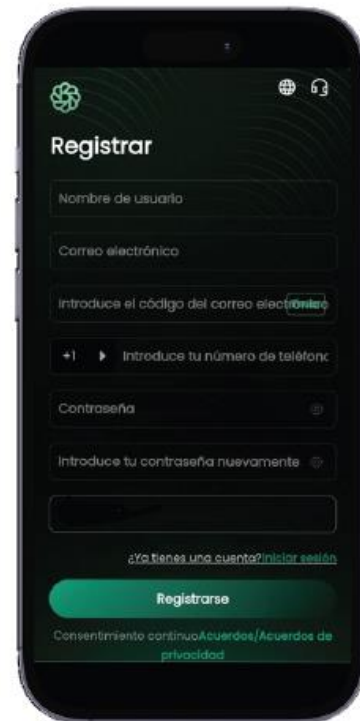 Registrar
Nombre de usuario
Correo electrónico
Introduce el código del correo electrónico
+1 Introduce tu número de teléfono
Contraseña
Introduce tu contraseña nuevamente
¿Ya tienes una cuenta?Iniciar sesión
Registrarse
Consentimiento continuoAcuerdos/Acuerdos de
privacidad